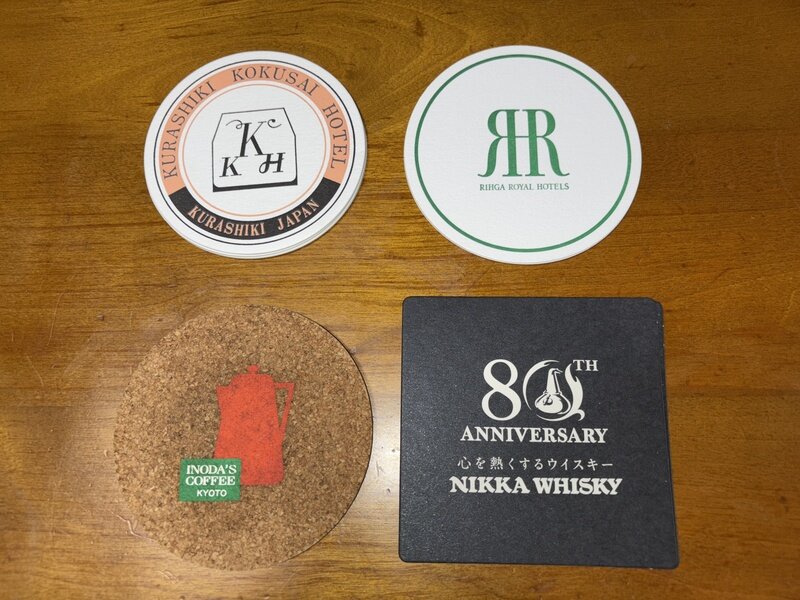 KURASHIKI KOKUSAI HOTEL
K
K H
KURASHIKI JAPAN
RR
RIHGA ROYAL HOTELS
INODA'S
COFFEE
KYOTO
80TH
ANNIVERSARY
心を熱くするウイスキー
NIKKA WHISKY